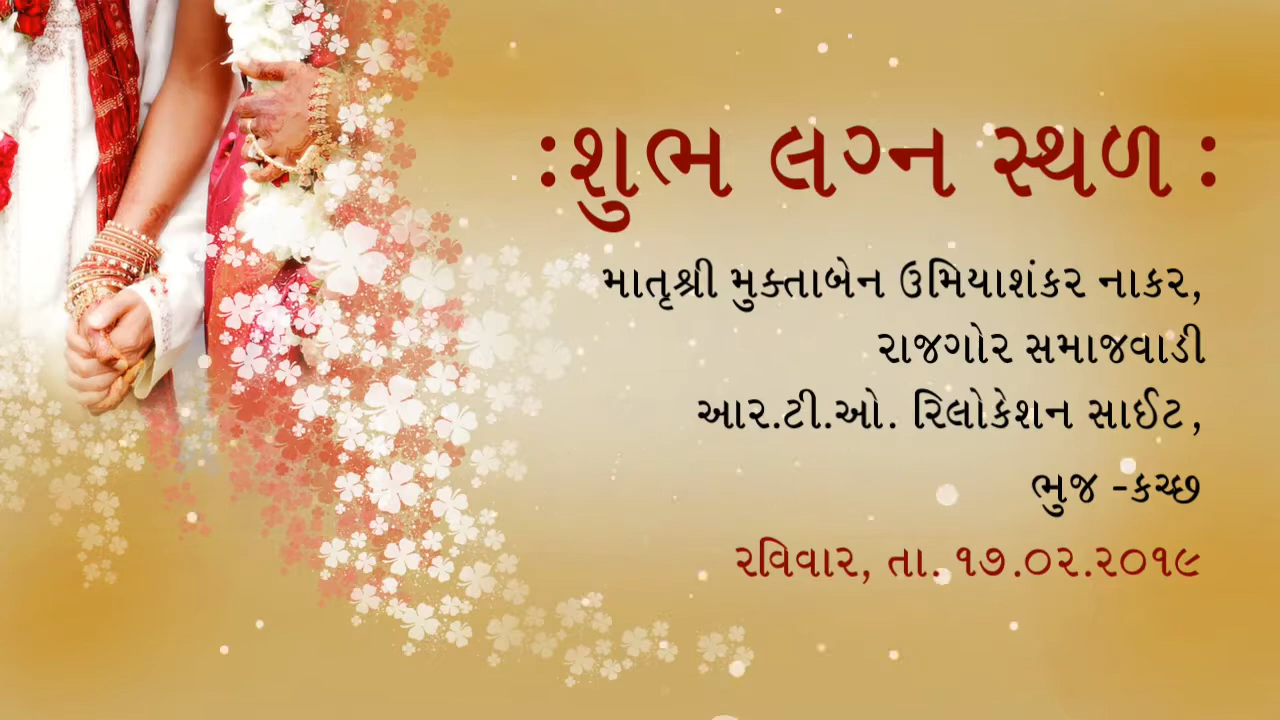 :શુભ લગ્ન સ્થળ :
માતૃશ્રી મુક્તાબેન ઉમિયાશંકર નાકર,
રાજગોર સમાજવાડી
આર.ટી.ઓ. રિલોકેશન સાઈટ,
ભુજ -કચ્છ
રવિવાર, તા. ૧૭.૦૨.૨૦૧૯